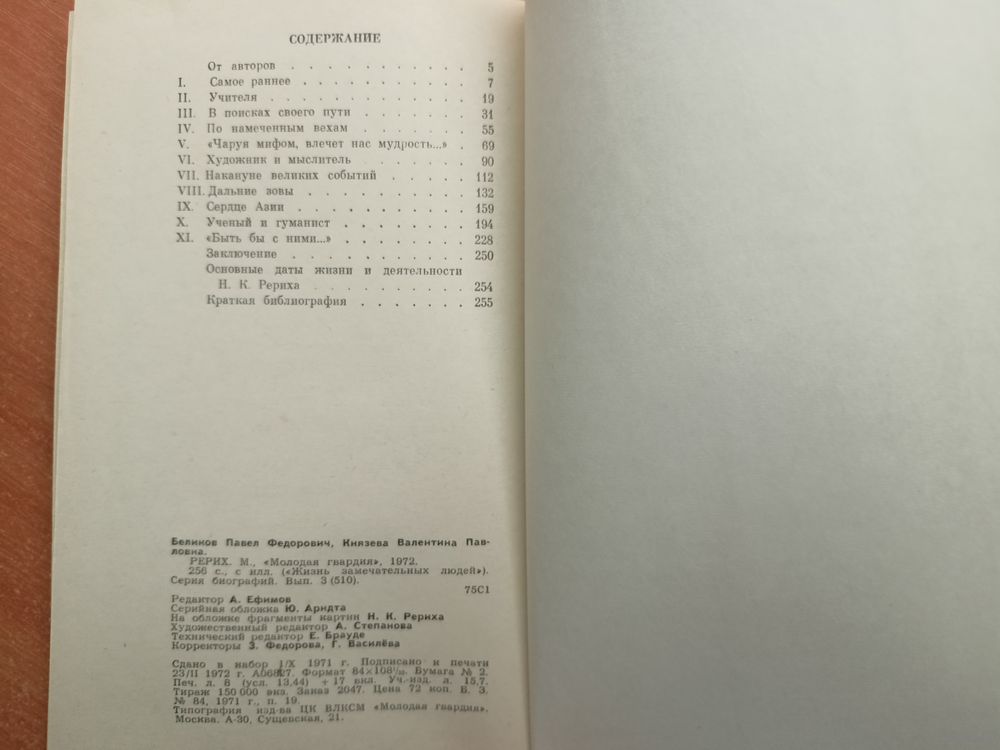 СОДЕРЖАНИЕ
От авторов . . . . . . . . . . . 5
I. Самое раннее . . . . . . . . . . 7
II. Учителя . . . . . . . . . . . . 19
III. В поисках своего пути . . . . . . . 31
IV. По намеченным вехам . . . . . . . 55
V. «Чаруя мифом, влечет нас мудрость...» . 69
VI. Художник и мыслитель . . . . . . 90
VII. Накануне великих событий . . . . . 112
VIII. Дальние зовы . . . . . . . . . 132
IX. Сердце Азии . . . . . . . . . . 159
X. Ученый и гуманист . . . . . . . 194
XI. «Быть бы с ними...» . . . . . . . 228
Заключение . . . . . . . . . . . 250
Основные даты жизни и деятельности
Н. К. Рериха . . . . . . . . . 254
Краткая библиография . . . . . . 255
Беликов Павел Федорович, Князева Валентина Пав-
ловна.
РЕРИХ. М., «Молодая гвардия», 1972.
256 с., с илл. («Жизнь замечательных людей»).
Серия биографий. Вып. 3 (510).
75С1
Редактор А. Ефимов
Серийная обложка Ю. Арндта
На обложке фрагменты картин Н. К. Рериха
Художественный редактор А. Степанова
Технический редактор Е. Брауде
Корректоры З. Федорова, Г. Василёва
Сдано в набор 1/X 1971 г. Подписано к печати
23/II 1972 г. А06827. Формат 84×108¹/₃₂. Бумага № 2.
Печ. л. 8 (усл. 13,44) + 17 вкл. Уч.-изд. л. 15,7.
Тираж 150 000 экз. Заказ 2047. Цена 72 коп. Б. З.
№ 84, 1971 г., п. 19.
Типография изд-ва ЦК ВЛКСМ «Молодая гвардия».
Москва. А-30, Сущевская, 21.